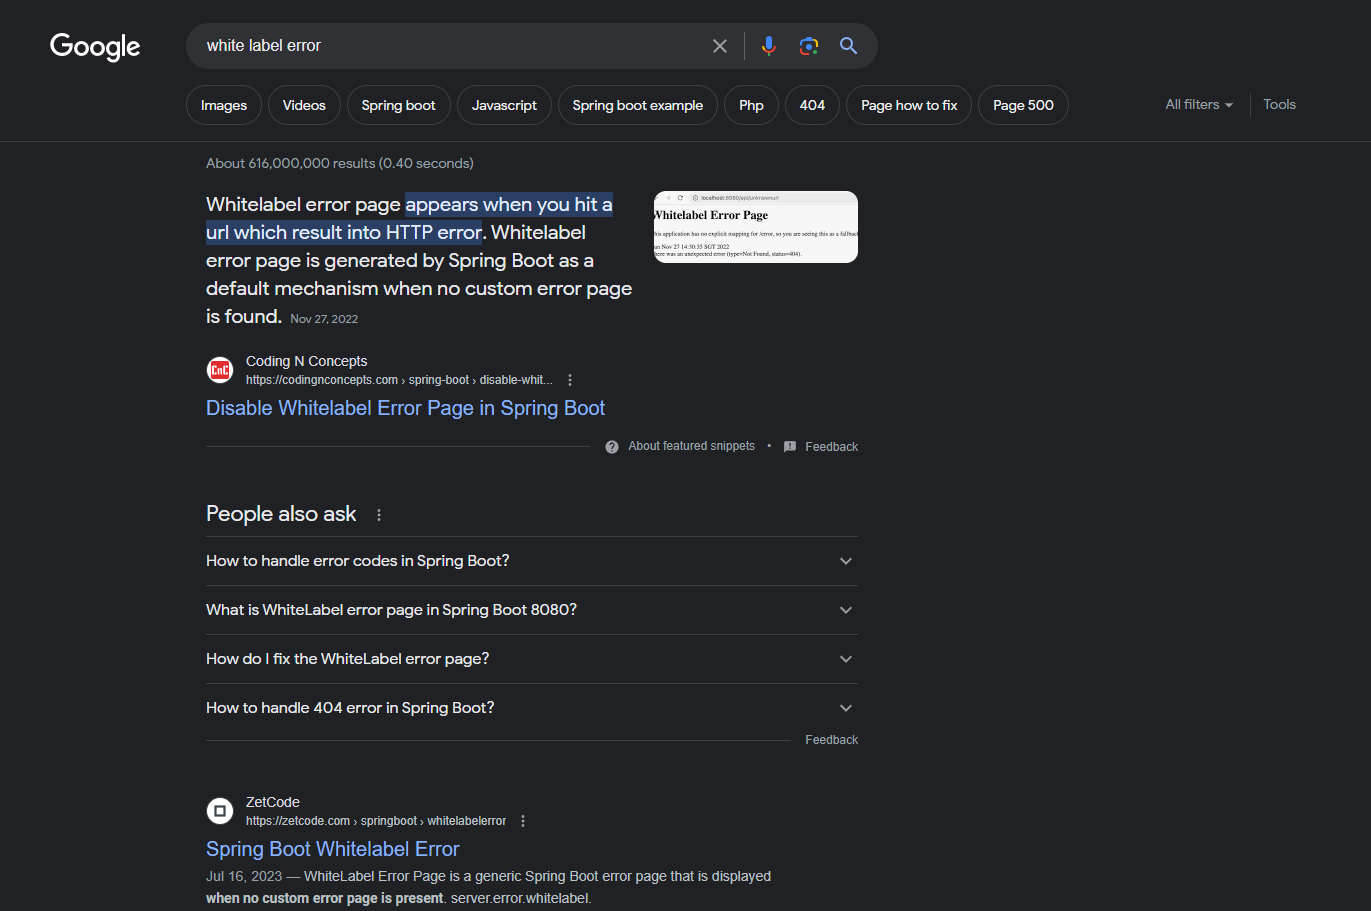 Google
white label error
Images
Videos
Spring boot
Javascript
Spring boot example
Php
404
Page how to fix
Page 500
All filters
Tools
About 616,000,000 results (0.40 seconds)
Whitelabel error page appears when you hit a
url which result into HTTP error. Whitelabel
error page is generated by Spring Boot as a
default mechanism when no custom error page
is found. Nov 27, 2022
localhost:8080/api/unknownurl
Whitelabel Error Page
his application has no explicit mapping for /error, so you are seeing this as a fallback
un Nov 27 14:30:35 SGT 2022
here was an unexpected error (type=Not Found, status=404).
CnC
Coding N Concepts
https://codingnconcepts.com › spring-boot › disable-whit...
Disable Whitelabel Error Page in Spring Boot
About featured snippets • Feedback
People also ask
How to handle error codes in Spring Boot?
What is WhiteLabel error page in Spring Boot 8080?
How do I fix the WhiteLabel error page?
How to handle 404 error in Spring Boot?
Feedback
ZetCode
https://zetcode.com › springboot › whitelabelerror
Spring Boot Whitelabel Error
Jul 16, 2023 — WhiteLabel Error Page is a generic Spring Boot error page that is displayed
when no custom error page is present. server.error.whitelabel.